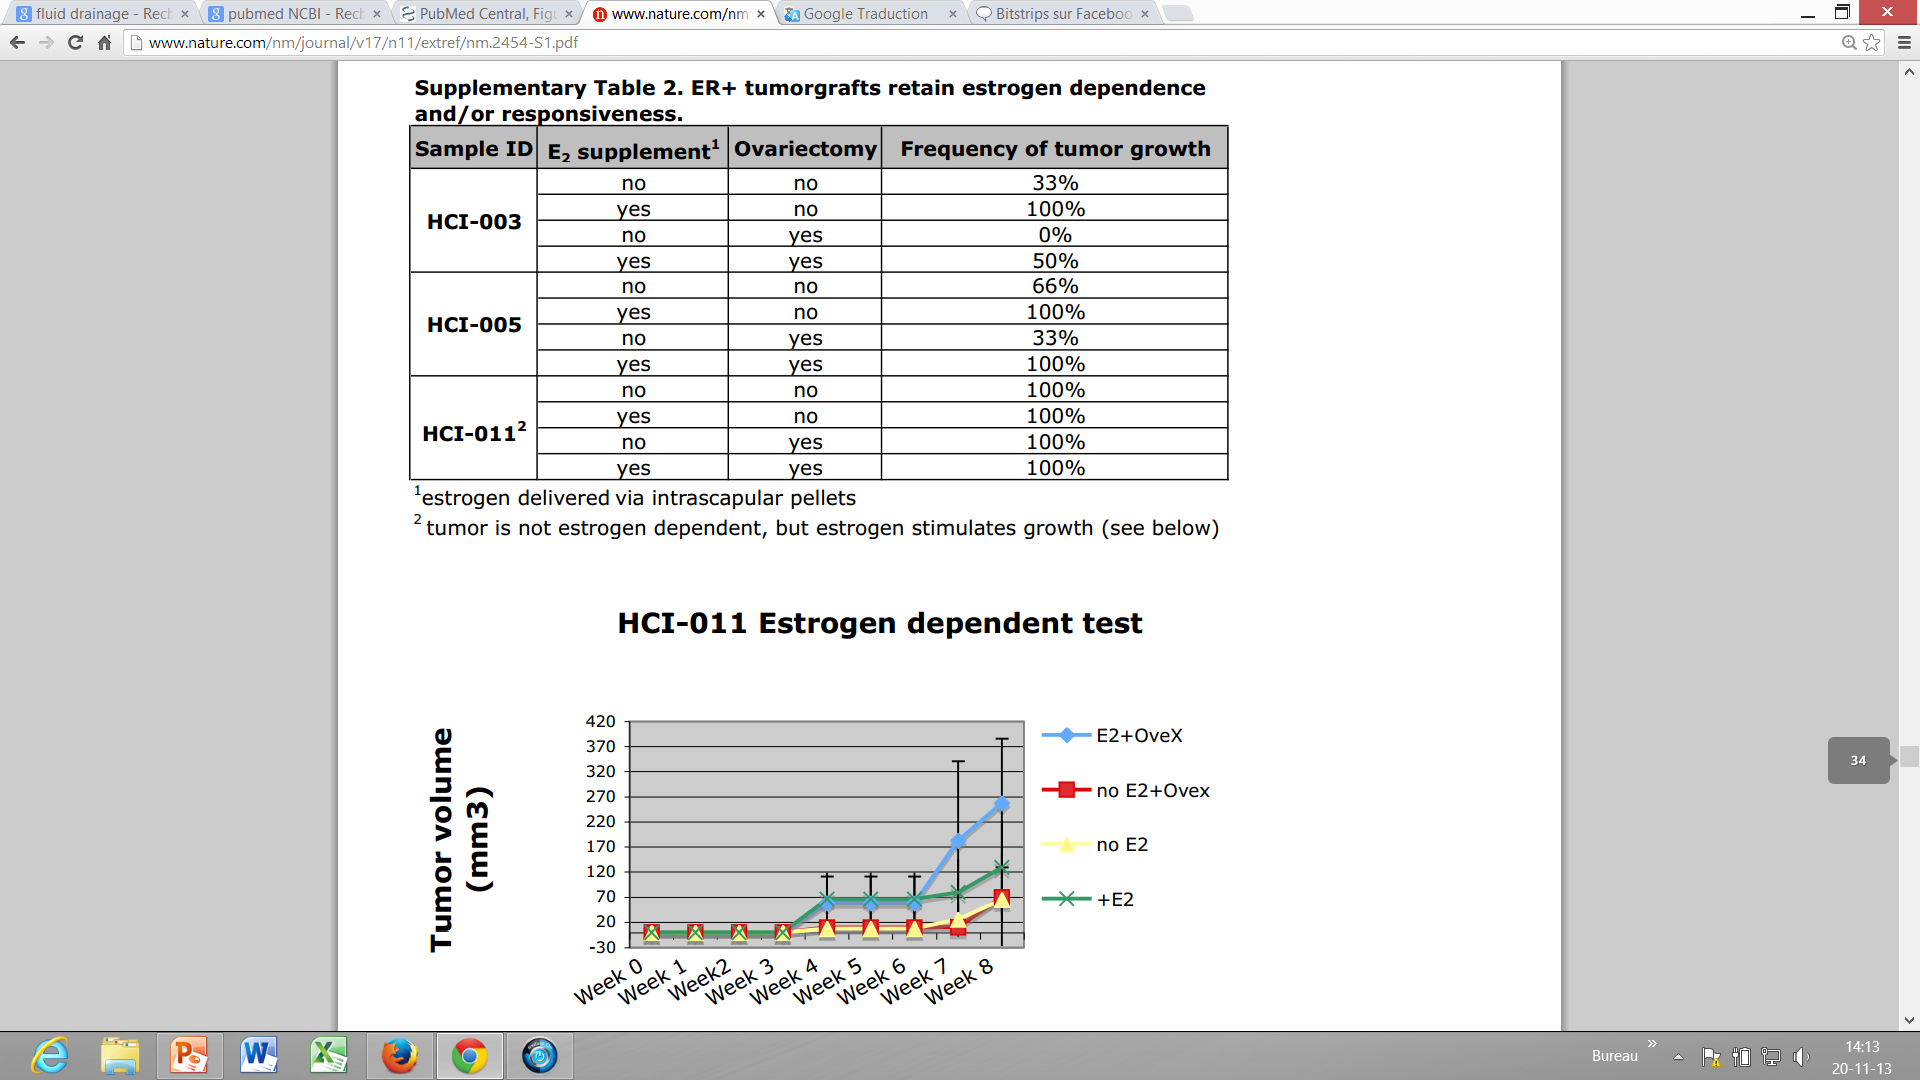 fluid drainage - Rech
pubmed NCBI - Rech
PubMed Central, Figu
www.nature.com/nm
Google Traduction
Bitstrips sur Faceboo
www.nature.com/nm/journal/v17/n11/extref/nm.2454-S1.pdf
Supplementary Table 2. ER+ tumorgrafts retain estrogen dependence
and/or responsiveness.
Sample ID E₂ supplement¹ Ovariectomy Frequency of tumor growth
HCI-003
no no 33%
yes no 100%
no yes 0%
yes yes 50%
HCI-005
no no 66%
yes no 100%
no yes 33%
yes yes 100%
HCI-011²
no no 100%
yes no 100%
no yes 100%
yes yes 100%
¹estrogen delivered via intrascapular pellets
² tumor is not estrogen dependent, but estrogen stimulates growth (see below)
HCI-011 Estrogen dependent test
Tumor volume
(mm3)
420
370
320
270
220
170
120
70
20
-30
Week 0
Week 1
Week2
Week 3
Week 4
Week 5
Week 6
Week 7
Week 8
E2+OveX
no E2+Ovex
no E2
+E2
34
Bureau
14:13
20-11-13